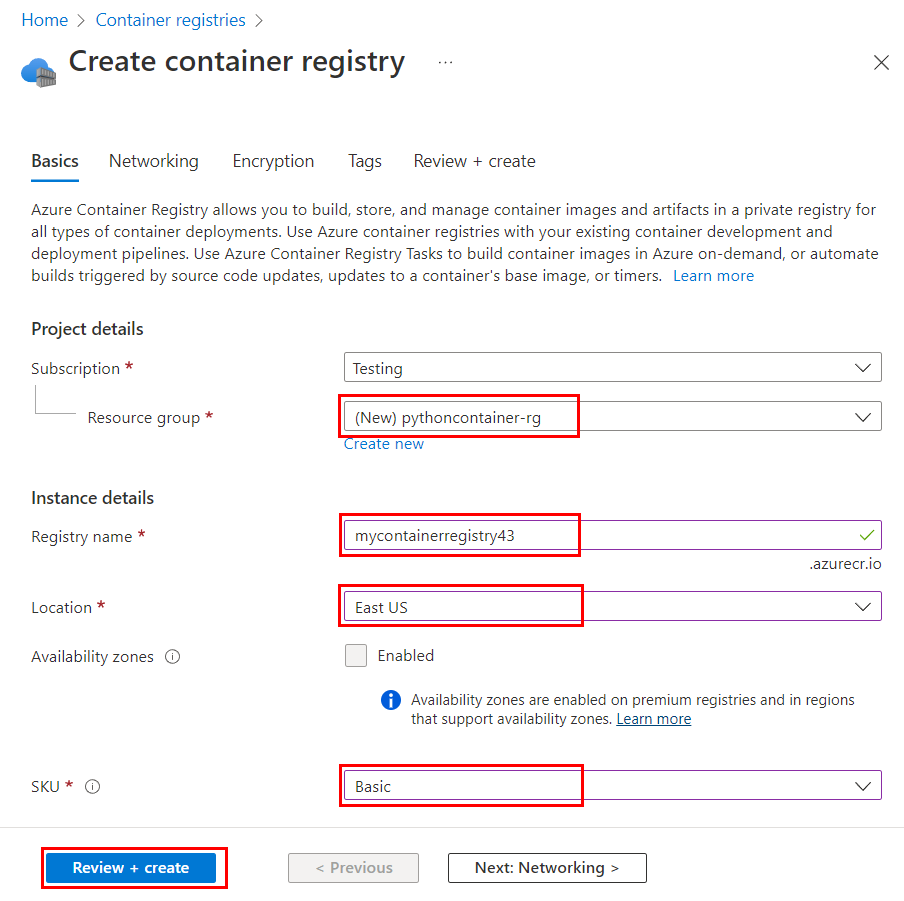 Home > Container registries >
Create container registry ...
Basics Networking Encryption Tags Review + create
Azure Container Registry allows you to build, store, and manage container images and artifacts in a private registry for
all types of container deployments. Use Azure container registries with your existing container development and
deployment pipelines. Use Azure Container Registry Tasks to build container images in Azure on-demand, or automate
builds triggered by source code updates, updates to a container's base image, or timers. Learn more
Project details
Subscription * Testing
Resource group * (New) pythoncontainer-rg
Create new
Instance details
Registry name * mycontainerregistry43
.azurecr.io
Location * East US
Availability zones Enabled
Availability zones are enabled on premium registries and in regions
that support availability zones. Learn more
SKU * Basic
Review + create < Previous Next: Networking >